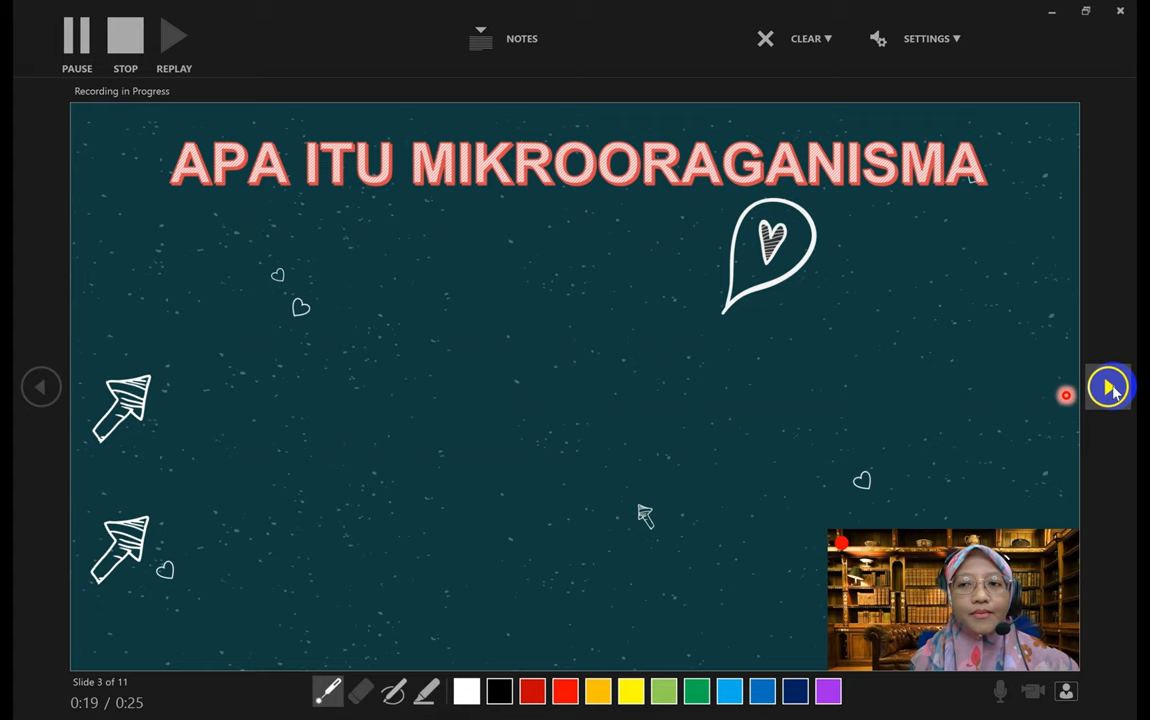 NOTES
CLEAR ▼
SETTINGS ▼
PAUSE
STOP
REPLAY
Recording in Progress
APA ITU MIKROORAGANISMA
Slide 3 of 11
0:19 / 0:25